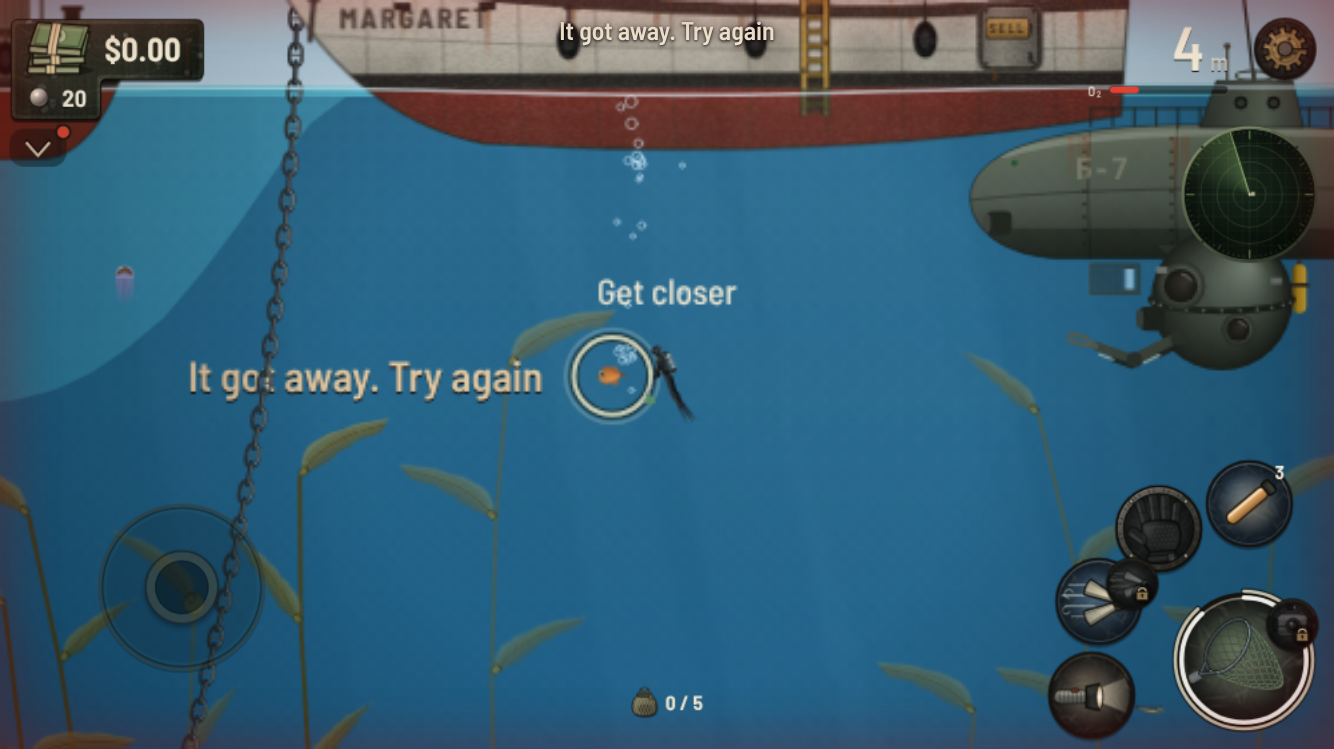 MARGARET
It got away. Try again
SELL
$0.00
4 m
20
O₂
Б-7
Get closer
It got away. Try again
3
0 / 5